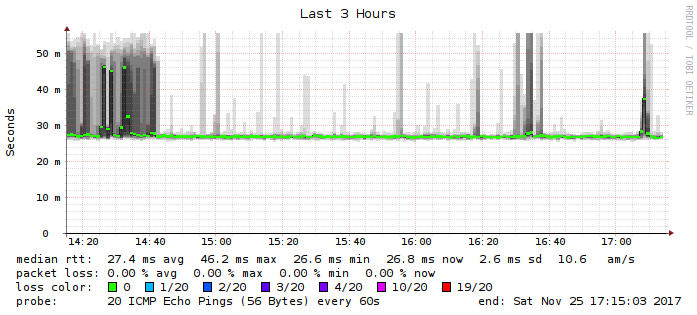 Last 3 Hours
RRDTOOL / TOBI OETIKER
Seconds
50 m
40 m
30 m
20 m
10 m
0
14:20 14:40 15:00 15:20 15:40 16:00 16:20 16:40 17:00
median rtt: 27.4 ms avg 46.2 ms max 26.6 ms min 26.8 ms now 2.6 ms sd 10.6 am/s
packet loss: 0.00 % avg 0.00 % max 0.00 % min 0.00 % now
loss color: 0 1/20 2/20 3/20 4/20 10/20 19/20
probe: 20 ICMP Echo Pings (56 Bytes) every 60s end: Sat Nov 25 17:15:03 2017